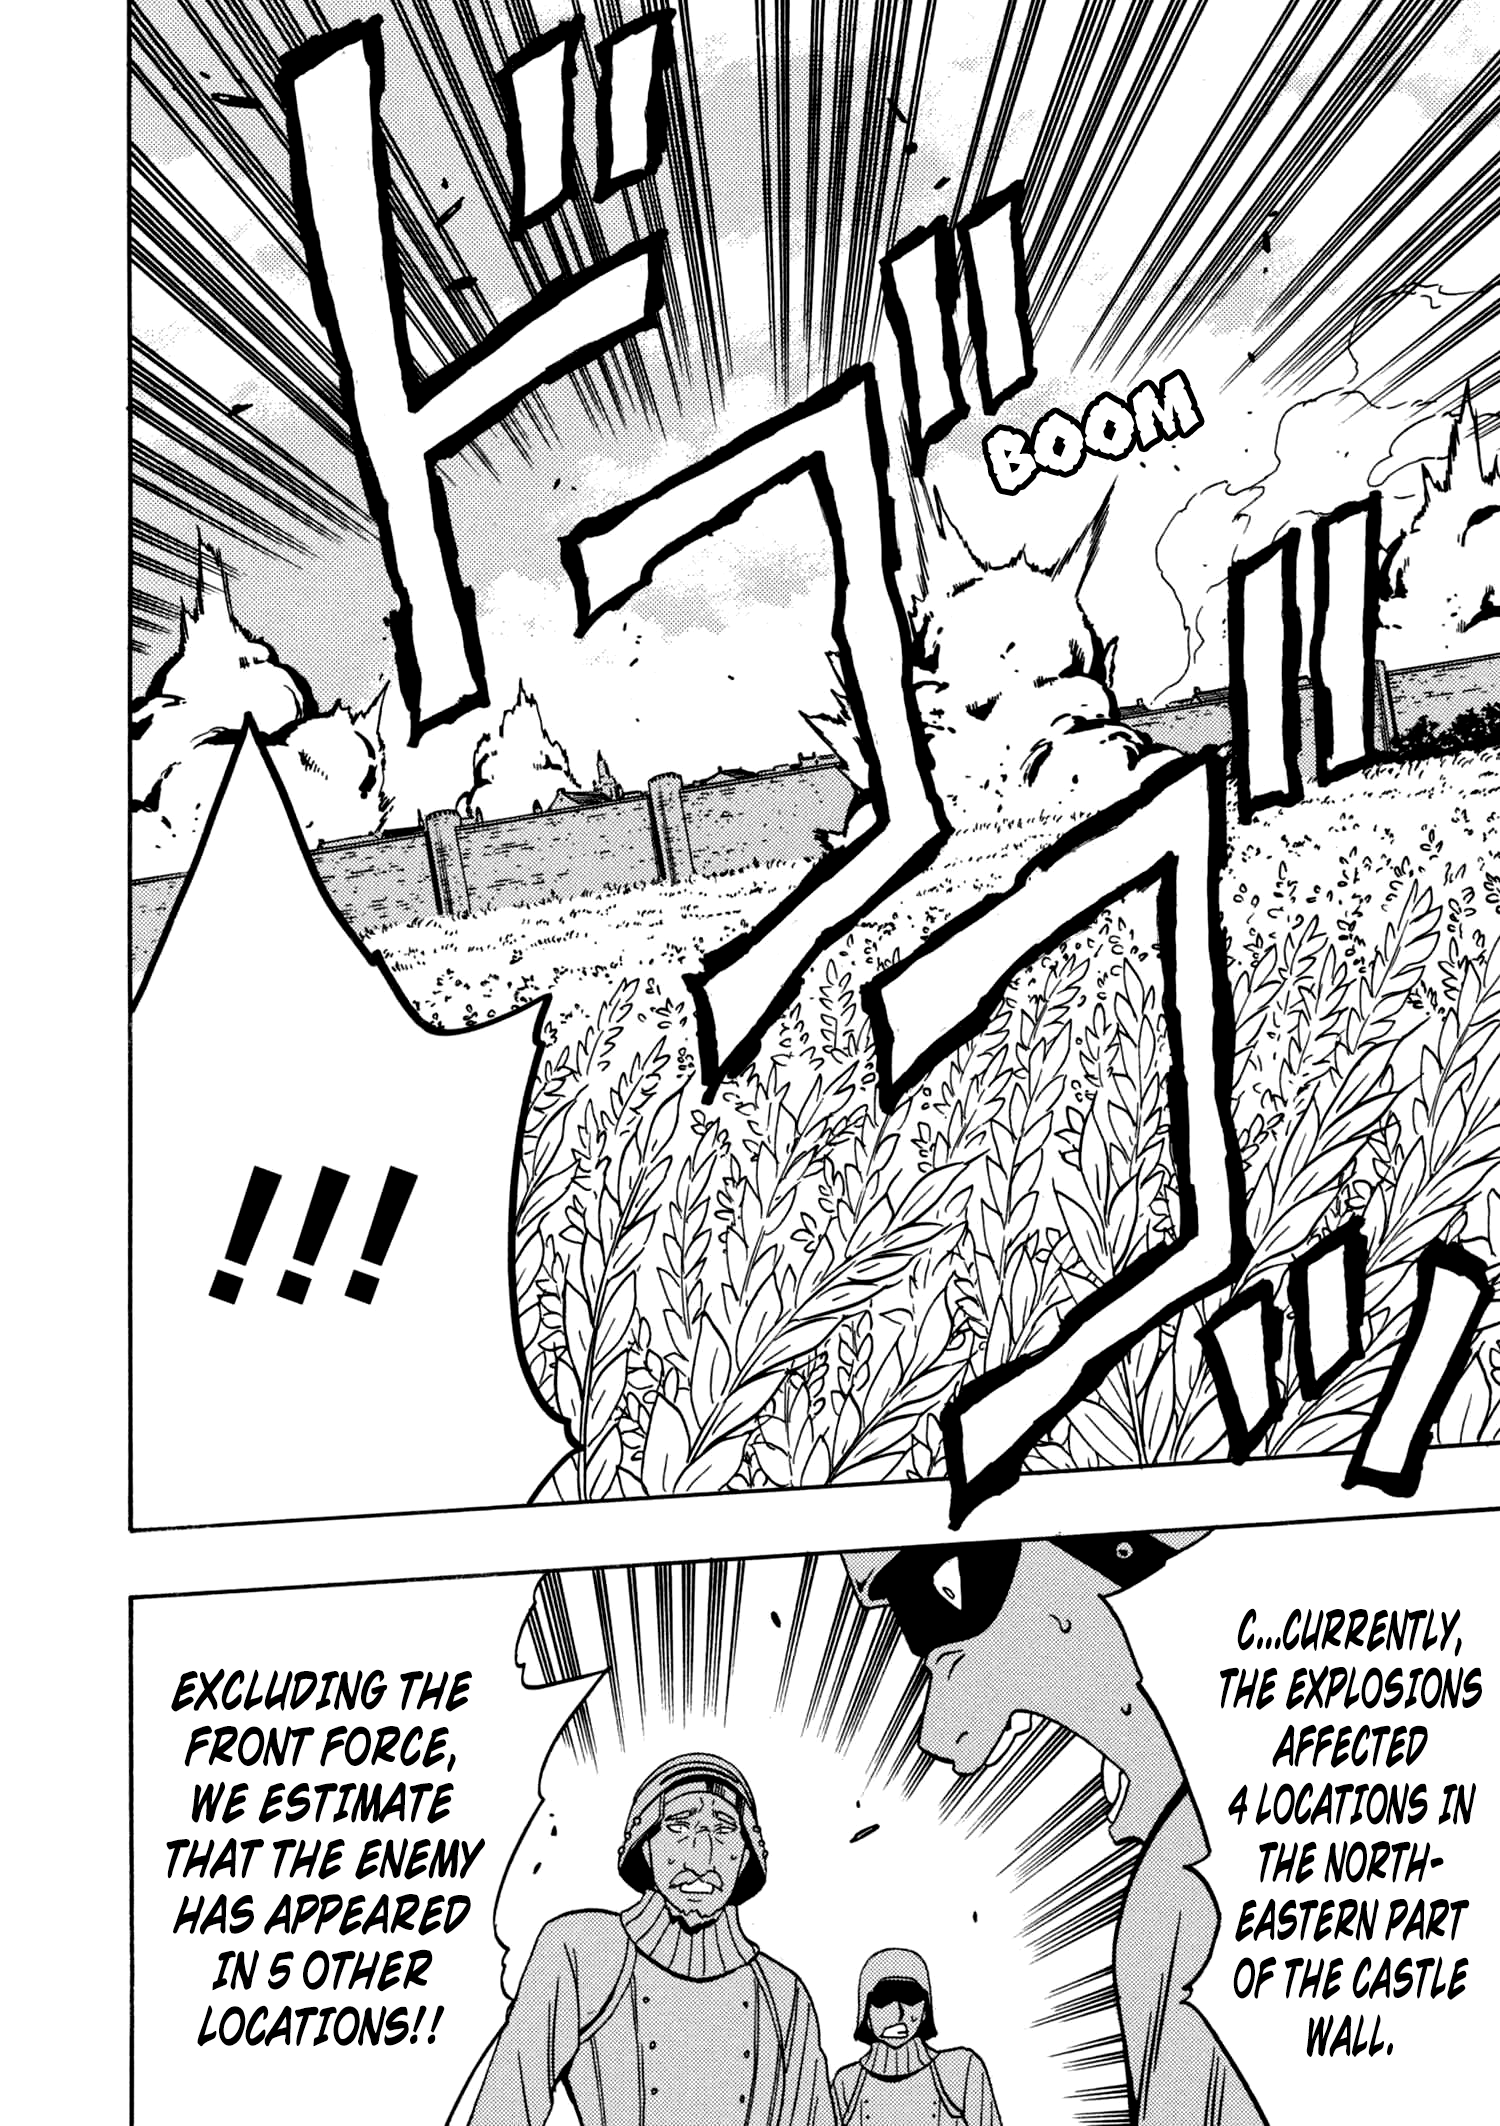 ドゴゴッ
BOOM
!!!
C...CURRENTLY,
THE EXPLOSIONS
AFFECTED
4 LOCATIONS IN
THE NORTH-
EASTERN PART
OF THE CASTLE
WALL.
EXCLUDING THE
FRONT FORCE,
WE ESTIMATE
THAT THE ENEMY
HAS APPEARED
IN 5 OTHER
LOCATIONS!!